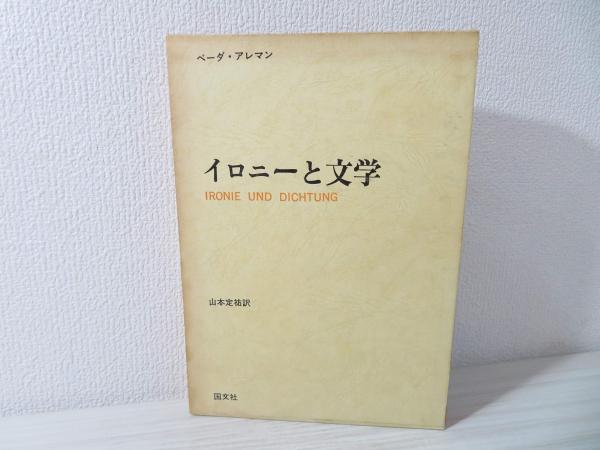 ベーダ・アレマン
イロニーと文学
IRONIE UND DICHTUNG
山本定祐訳
国文社